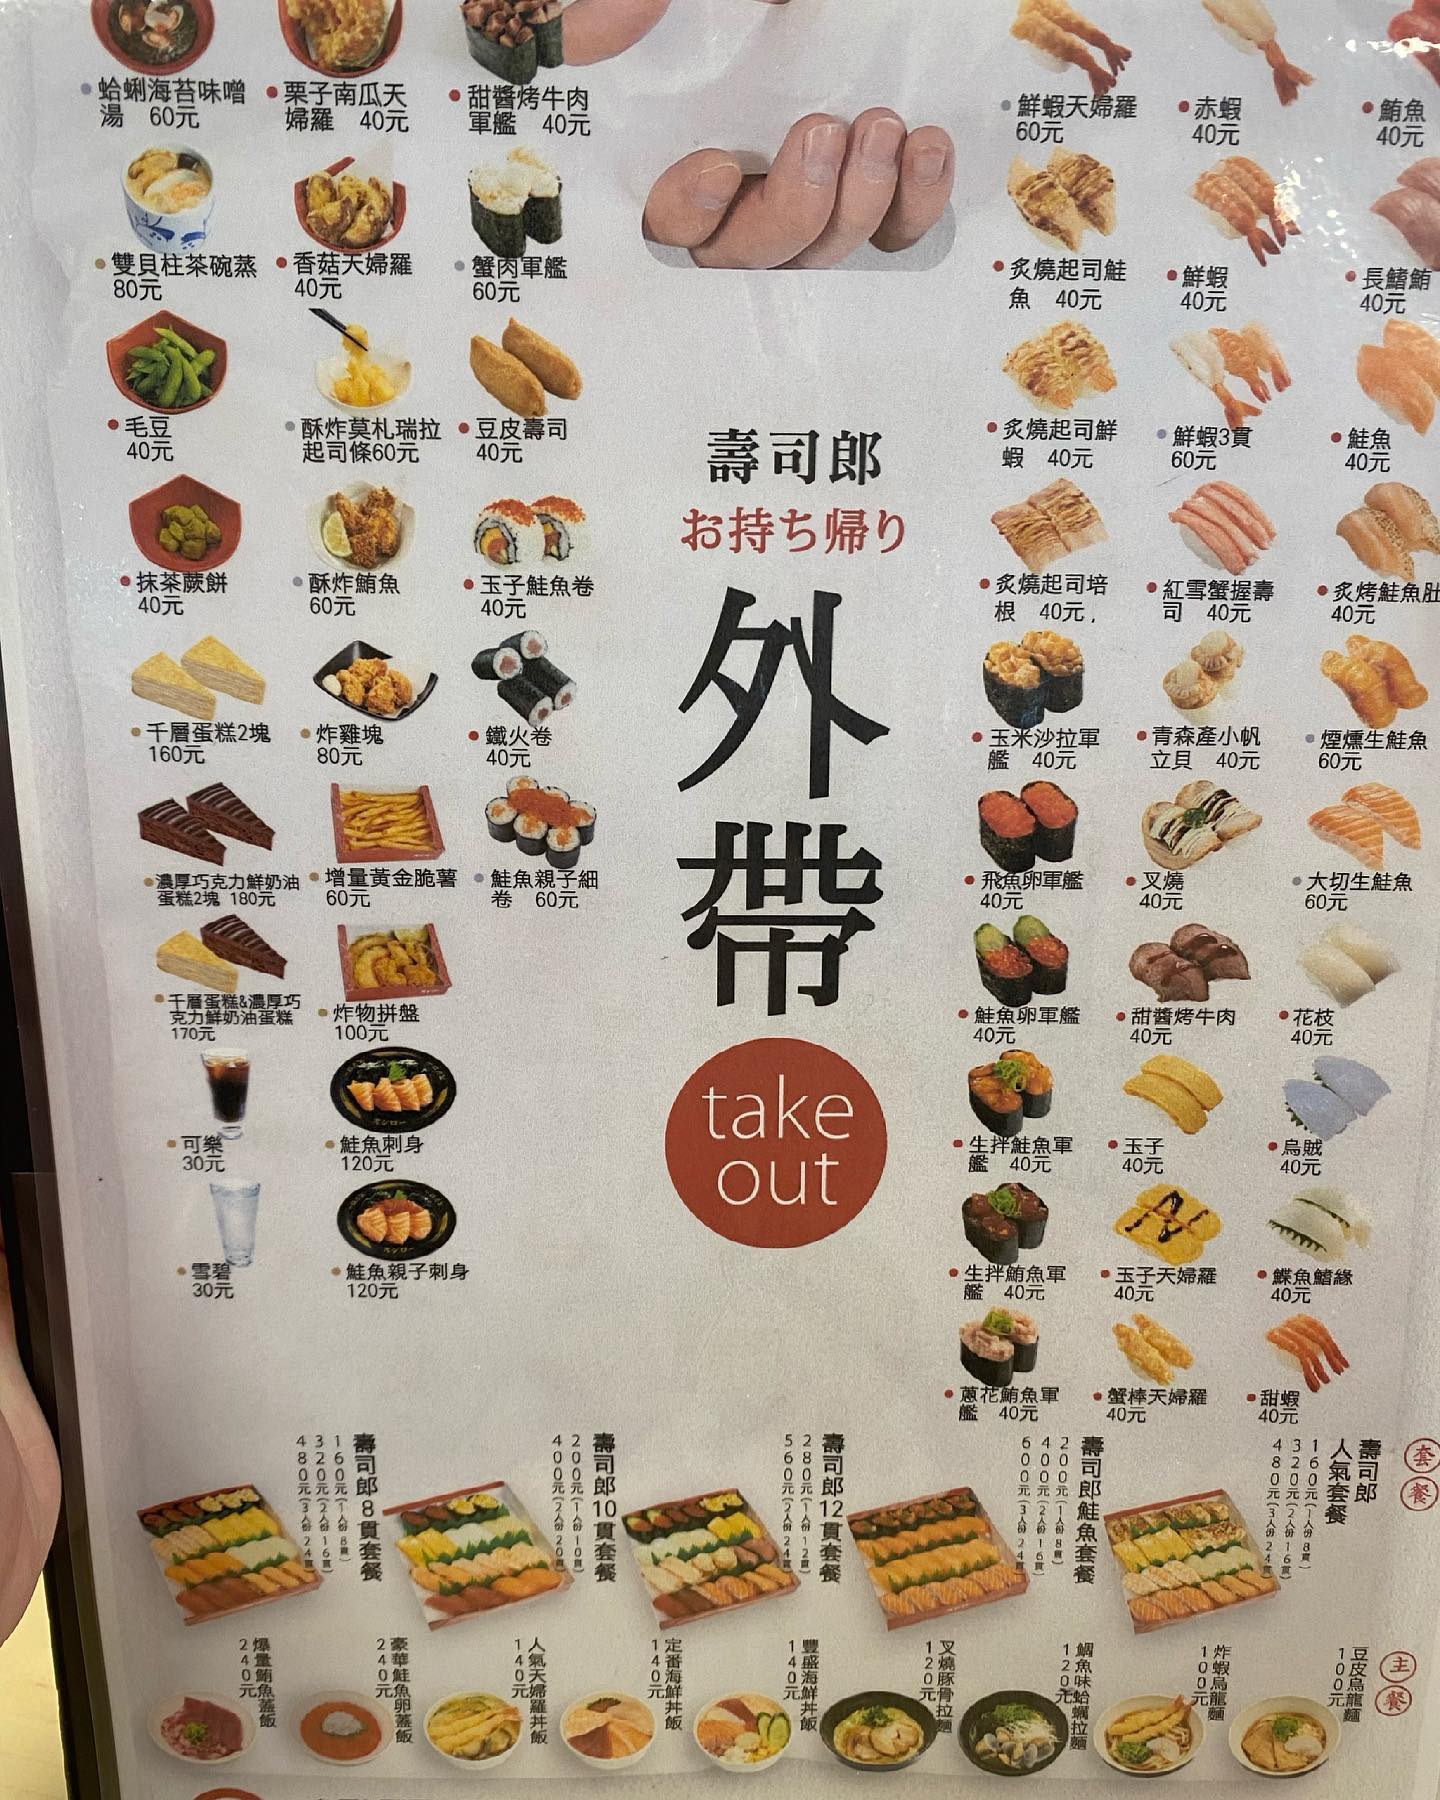 蛤蜊海苔味噌
湯 60元
栗子南瓜天
婦羅 40元
甜醬烤牛肉
軍艦 40元
雙貝柱茶碗蒸
80元
香菇天婦羅
40元
蟹肉軍艦
60元
毛豆
40元
酥炸莫札瑞拉
起司條60元
豆皮壽司
40元
抹茶蕨餅
40元
酥炸鮪魚
60元
玉子鮭魚卷
40元
千層蛋糕2塊
160元
炸雞塊
80元
鐵火卷
40元
濃厚巧克力鮮奶油
蛋糕2塊 180元
增量黃金脆薯
60元
鮭魚親子細
卷 60元
千層蛋糕&濃厚巧
克力鮮奶油蛋糕
170元
炸物拼盤
100元
可樂
30元
鮭魚刺身
120元
雪碧
30元
鮭魚親子刺身
120元
壽司郎
お持ち帰り
外帶
take
out
鮮蝦天婦羅
60元
赤蝦
40元
鮪魚
40元
炙燒起司鮭
魚 40元
鮮蝦
40元
長鰭鮪
40元
炙燒起司鮮
蝦 40元
鮮蝦3貫
60元
鮭魚
40元
炙燒起司培
根 40元
紅雪蟹握壽
司 40元
炙烤鮭魚肚
40元
玉米沙拉軍
艦 40元
青森產小帆
立貝 40元
煙燻生鮭魚
60元
飛魚卵軍艦
40元
叉燒
40元
大切生鮭魚
60元
鮭魚卵軍艦
40元
甜醬烤牛肉
40元
花枝
40元
生拌鮭魚軍
艦 40元
玉子
40元
烏賊
40元
生拌鮪魚軍
艦 40元
玉子天婦羅
40元
鰈魚鰭緣
40元
蔥花鮪魚軍
艦 40元
蟹棒天婦羅
40元
甜蝦
40元
套餐
壽司郎
人氣套餐
160元(1人份8貫)
320元(2人份16貫)
480元(3人份24貫)
壽司郎鮭魚套餐
200元(1人份8貫)
400元(2人份16貫)
600元(3人份24貫)
壽司郎12貫套餐
280元(1人份12貫)
560元(2人份24貫)
壽司郎10貫套餐
200元(1人份10貫)
400元(2人份20貫)
壽司郎8貫套餐
160元(1人份8貫)
320元(2人份16貫)
480元(3人份24貫)
主餐
豆皮烏龍麵
100元
炸蝦烏龍麵
100元
鯛魚味蛤蠣拉麵
120元
叉燒豚骨拉麵
120元
豐盛海鮮丼飯
140元
定番海鮮丼飯
140元
人氣天婦羅丼飯
140元
豪華鮭魚卵蓋飯
240元
爆量鮪魚蓋飯
240元